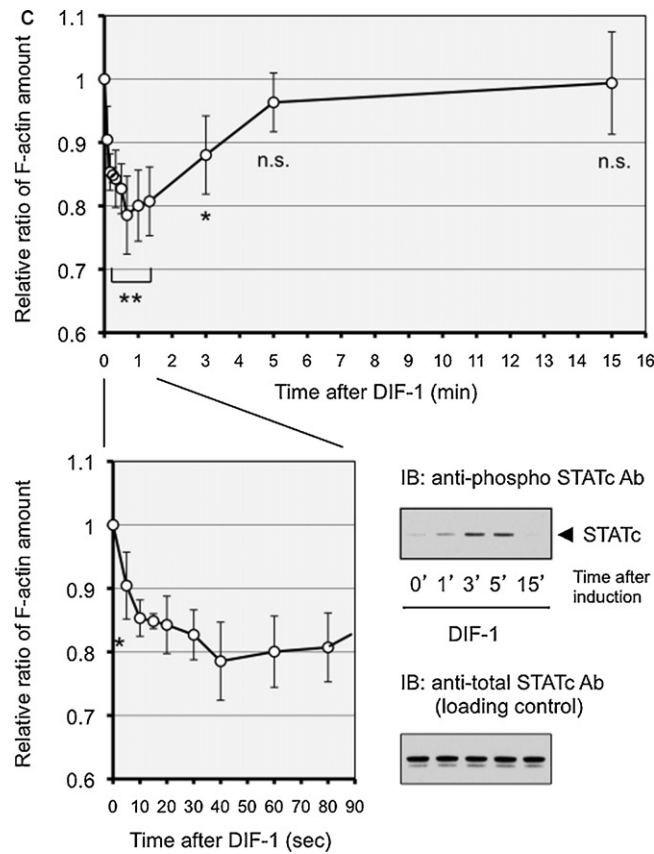 C
Relative ratio of F-actin amount
1.1
1
0.9
0.8
0.7
0.6
n.s.
n.s.
*
**
0 1 2 3 4 5 6 7 8 9 10 11 12 13 14 15 16
Time after DIF-1 (min)
Relative ratio of F-actin amount
1.1
1
0.9
0.8
0.7
0.6
*
0 10 20 30 40 50 60 70 80 90
Time after DIF-1 (sec)
IB: anti-phospho STATc Ab
STATc
0’ 1’ 3’ 5’ 15’
Time after
induction
DIF-1
IB: anti-total STATc Ab
(loading control)